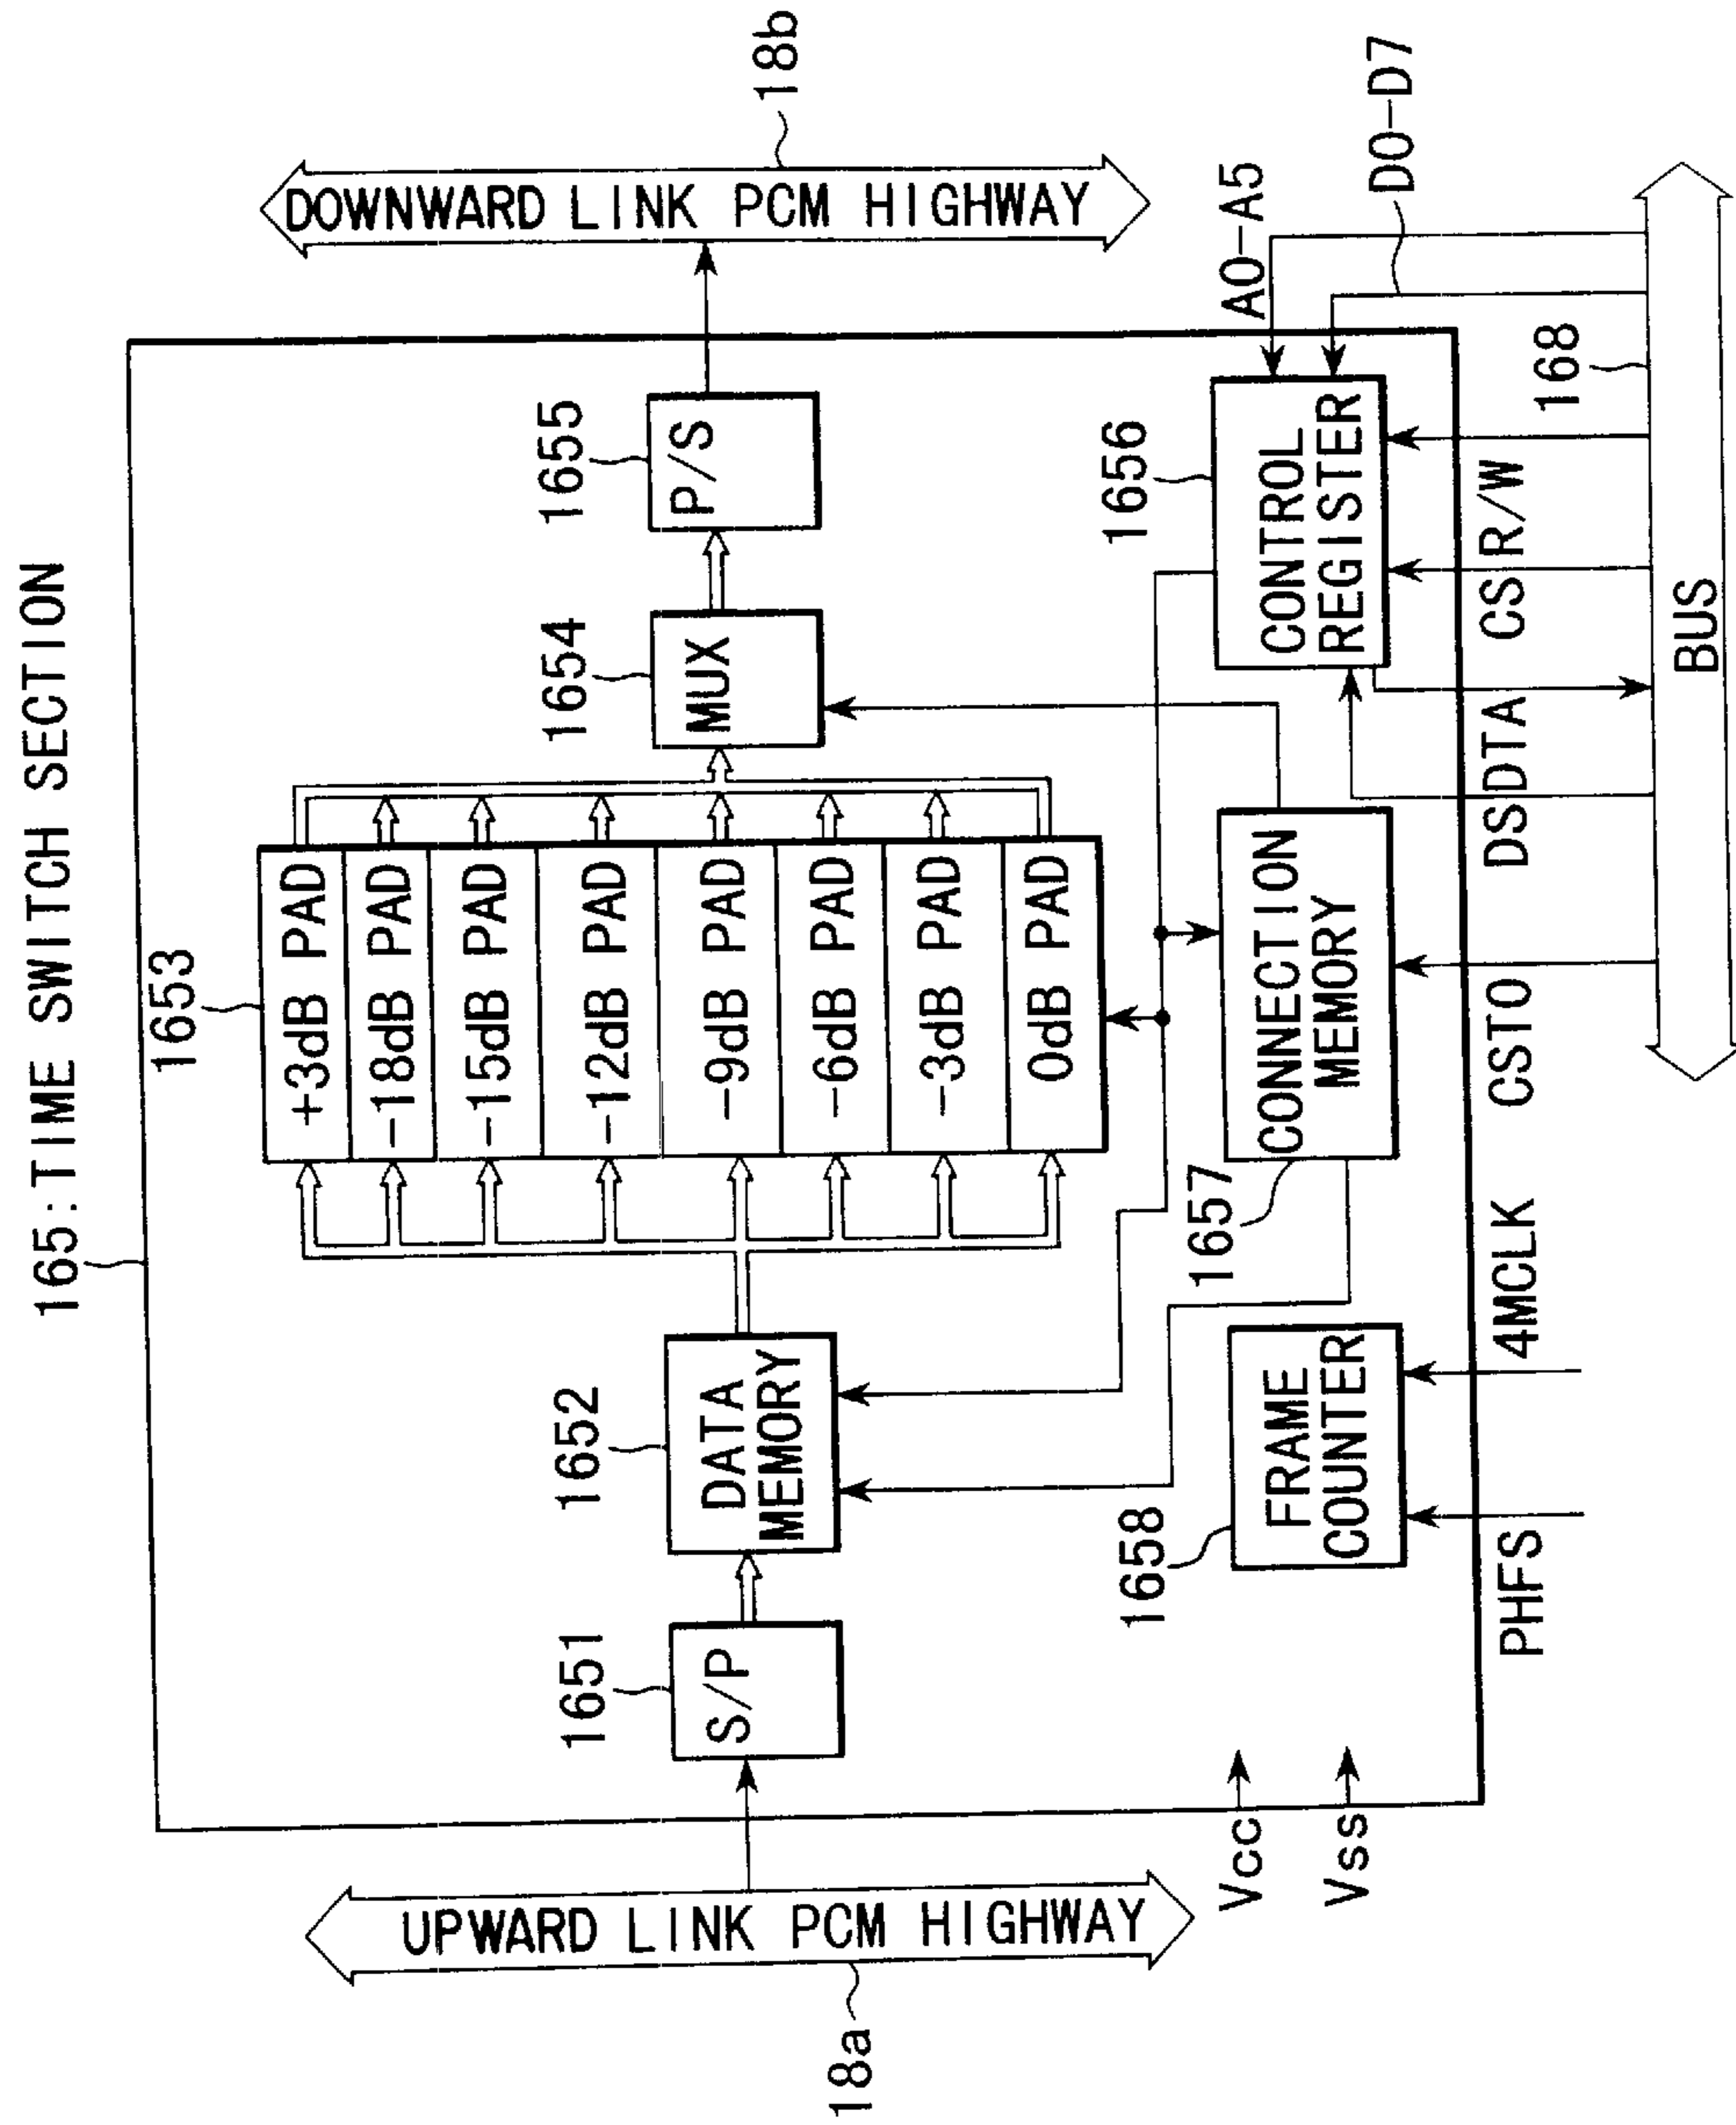 165:TIME SWITCH SECTION
1653
+3dB PAD
-18dB PAD
-15dB PAD
-12dB PAD
-9dB PAD
-6dB PAD
-3dB PAD
0dB PAD
18a
UPWARD LINK PCM HIGHWAY
1651
S/P
1652
DATA
MEMORY
1654
MUX
1655
P/S
DOWNWARD LINK PCM HIGHWAY
18b
1658
FRAME
COUNTER
1657
CONNECTION
MEMORY
1656
CONTROL
REGISTER
A0-A5
D0-D7
Vcc
Vss
PHFS
4MCLK
CSTO
DSDTA
CSR/W
168
BUS